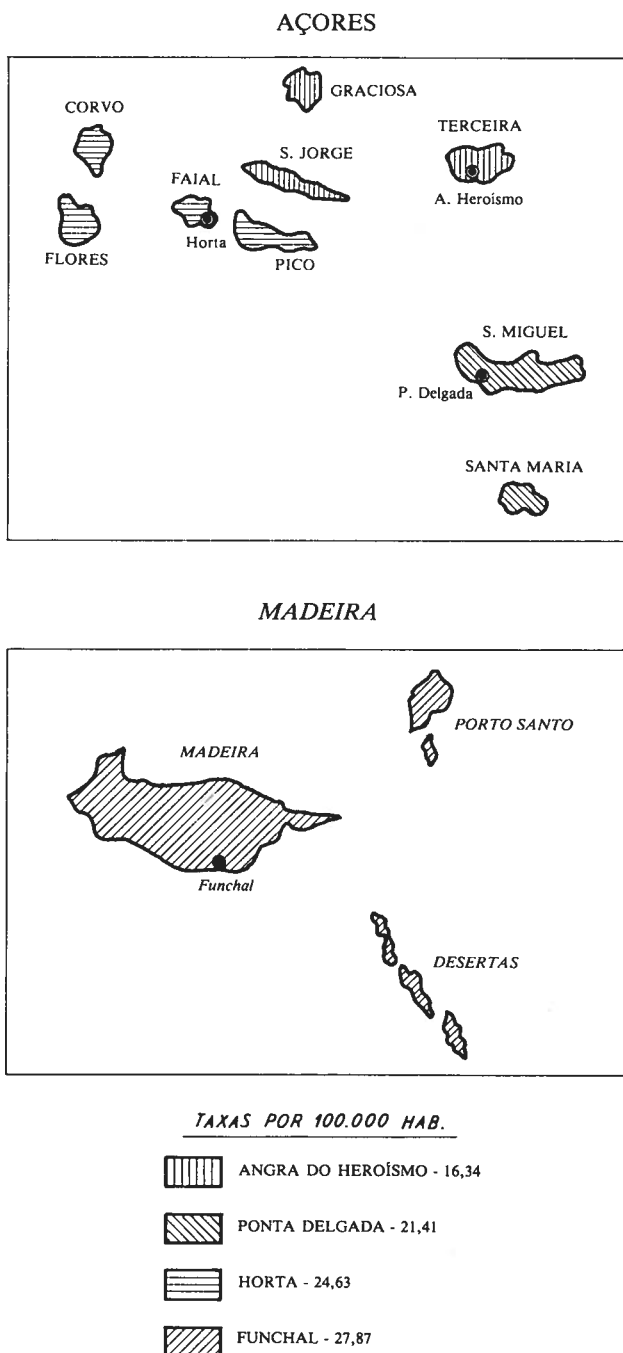 AÇORES
GRACIOSA
CORVO
TERCEIRA
S. JORGE
FAIAL
A. Heroísmo
Horta
FLORES
PICO
S. MIGUEL
P. Delgada
SANTA MARIA
MADEIRA
PORTO SANTO
MADEIRA
Funchal
DESERTAS
TAXAS POR 100.000 HAB.
ANGRA DO HEROÍSMO - 16,34
PONTA DELGADA - 21,41
HORTA - 24,63
FUNCHAL - 27,87